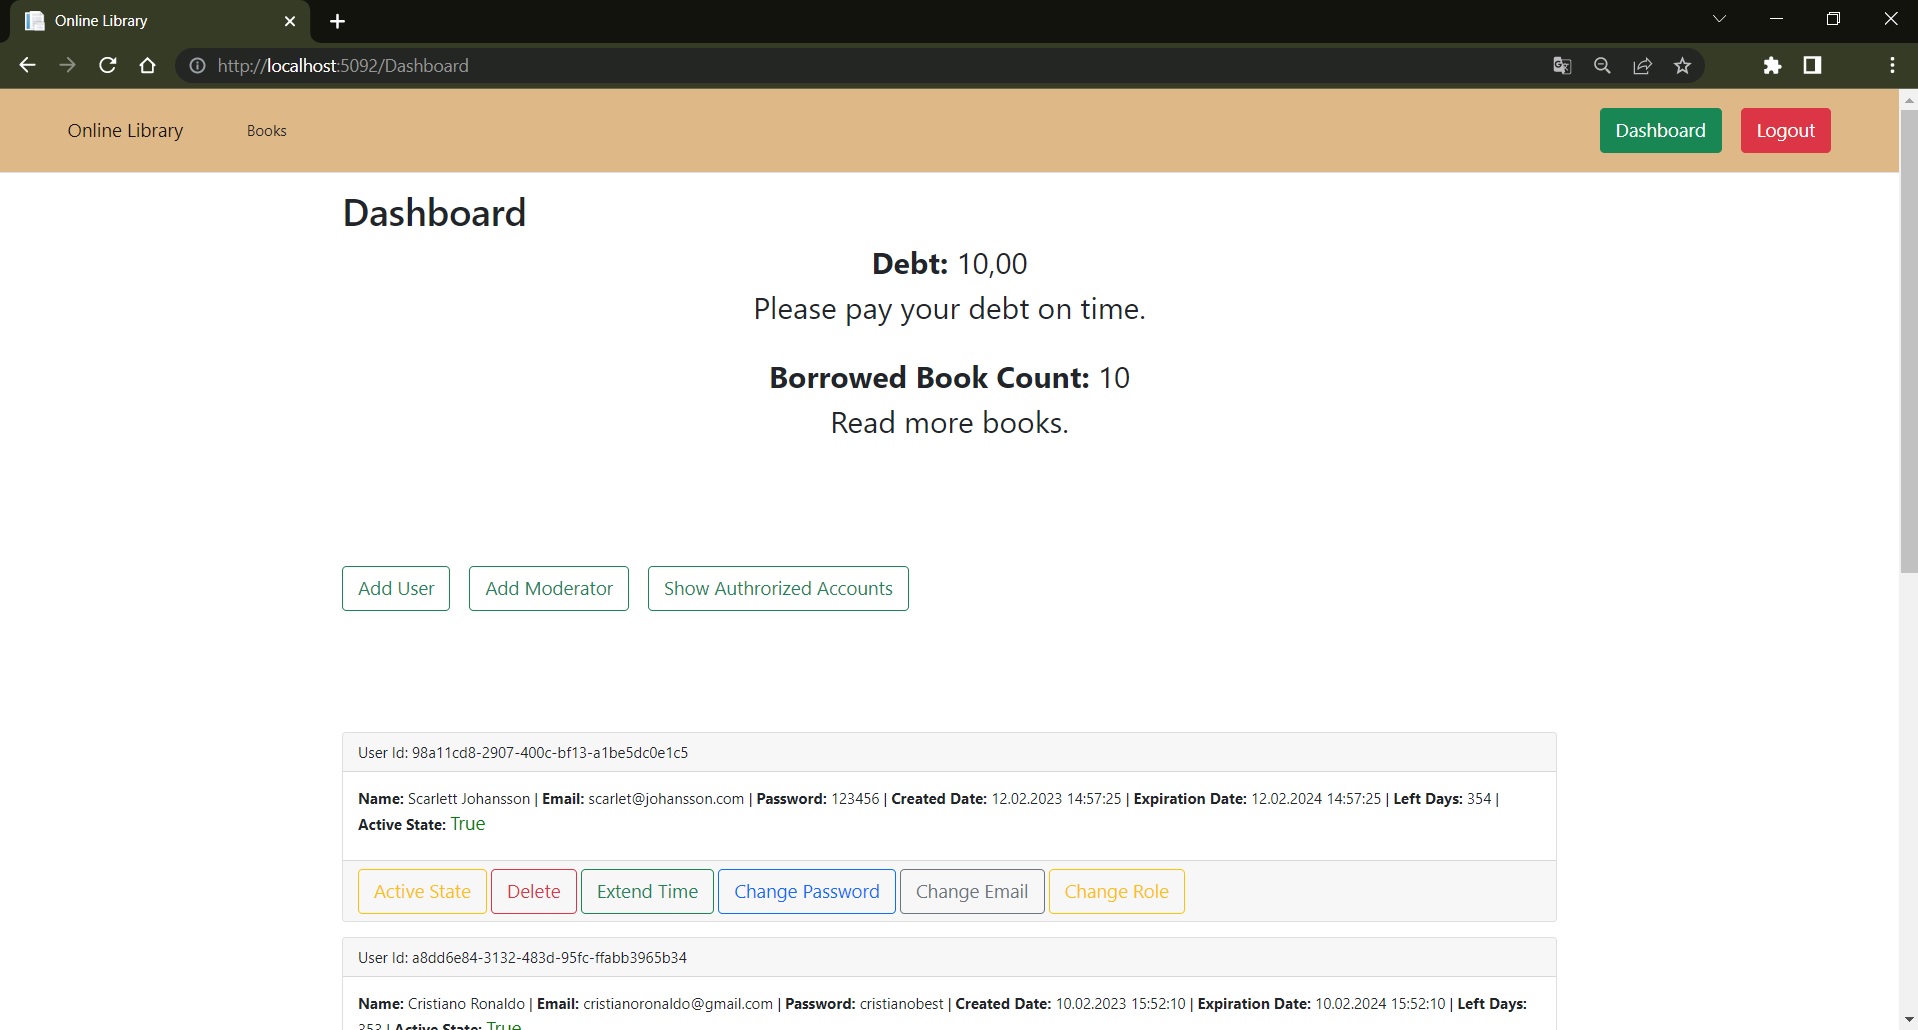 Online Library
http://localhost:5092/Dashboard
Online Library Books Dashboard Logout
Dashboard
Debt: 10,00
Please pay your debt on time.
Borrowed Book Count: 10
Read more books.
Add User Add Moderator Show Authrorized Accounts
User Id: 98a11cd8-2907-400c-bf13-a1be5dc0e1c5
Name: Scarlett Johansson | Email: scarlet@johansson.com | Password: 123456 | Created Date: 12.02.2023 14:57:25 | Expiration Date: 12.02.2024 14:57:25 | Left Days: 354 |
Active State: True
Active State Delete Extend Time Change Password Change Email Change Role
User Id: a8dd6e84-3132-483d-95fc-ffabb3965b34
Name: Cristiano Ronaldo | Email: cristianoronaldo@gmail.com | Password: cristianobest | Created Date: 10.02.2023 15:52:10 | Expiration Date: 10.02.2024 15:52:10 | Left Days:
| Active State: True